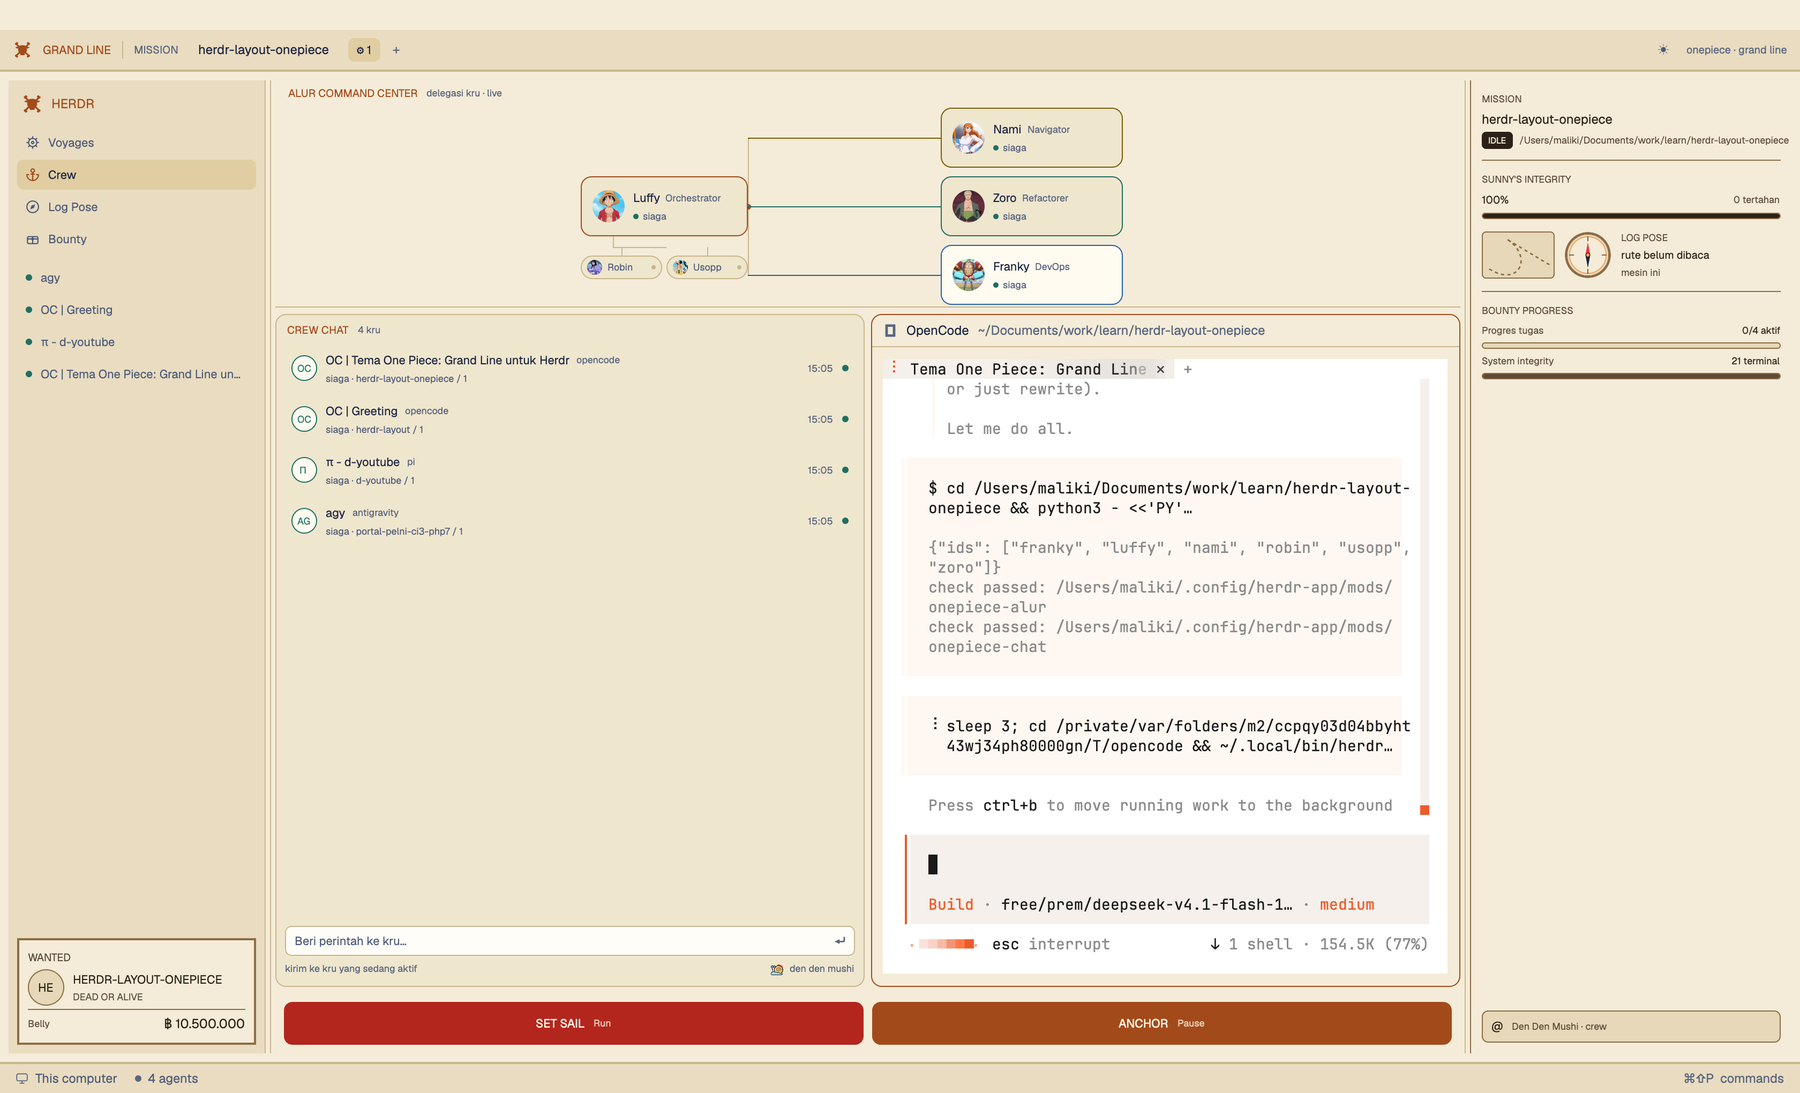 GRAND LINE
MISSION
herdr-layout-onepiece
1
+
onepiece · grand line
HERDR
Voyages
Crew
Log Pose
Bounty
agy
OC | Greeting
π - d-youtube
OC | Tema One Piece: Grand Line un...
WANTED
HE
HERDR-LAYOUT-ONEPIECE
DEAD OR ALIVE
Belly
฿ 10.500.000
ALUR COMMAND CENTER delegasi kru · live
Luffy Orchestrator
siaga
Robin
Usopp
Nami Navigator
siaga
Zoro Refactorer
siaga
Franky DevOps
siaga
CREW CHAT 4 kru
OC
OC | Tema One Piece: Grand Line untuk Herdr opencode
siaga · herdr-layout-onepiece / 1
15:05
OC
OC | Greeting opencode
siaga · herdr-layout / 1
15:05
Π
π - d-youtube pi
siaga · d-youtube / 1
15:05
AG
agy antigravity
siaga · portal-pelni-ci3-php7 / 1
15:05
Beri perintah ke kru...
kirim ke kru yang sedang aktif
den den mushi
OpenCode ~/Documents/work/learn/herdr-layout-onepiece
Tema One Piece: Grand Line × +
or just rewrite).
Let me do all.
$ cd /Users/maliki/Documents/work/learn/herdr-layout-
onepiece && python3 - <<'PY'…
{"ids": ["franky", "luffy", "nami", "robin", "usopp",
"zoro"]}
check passed: /Users/maliki/.config/herdr-app/mods/
onepiece-alur
check passed: /Users/maliki/.config/herdr-app/mods/
onepiece-chat
sleep 3; cd /private/var/folders/m2/ccpqy03d04bbyht
43wj34ph80000gn/T/opencode && ~/.local/bin/herdr…
Press ctrl+b to move running work to the background
Build · free/prem/deepseek-v4.1-flash-1… · medium
esc interrupt
↓ 1 shell · 154.5K (77%)
SET SAIL Run
ANCHOR Pause
MISSION
herdr-layout-onepiece
IDLE /Users/maliki/Documents/work/learn/herdr-layout-onepiece
SUNNY'S INTEGRITY
100%
0 tertahan
LOG POSE
rute belum dibaca
mesin ini
BOUNTY PROGRESS
Progres tugas
0/4 aktif
System integrity
21 terminal
@ Den Den Mushi · crew
This computer
4 agents
⌘⇧P commands